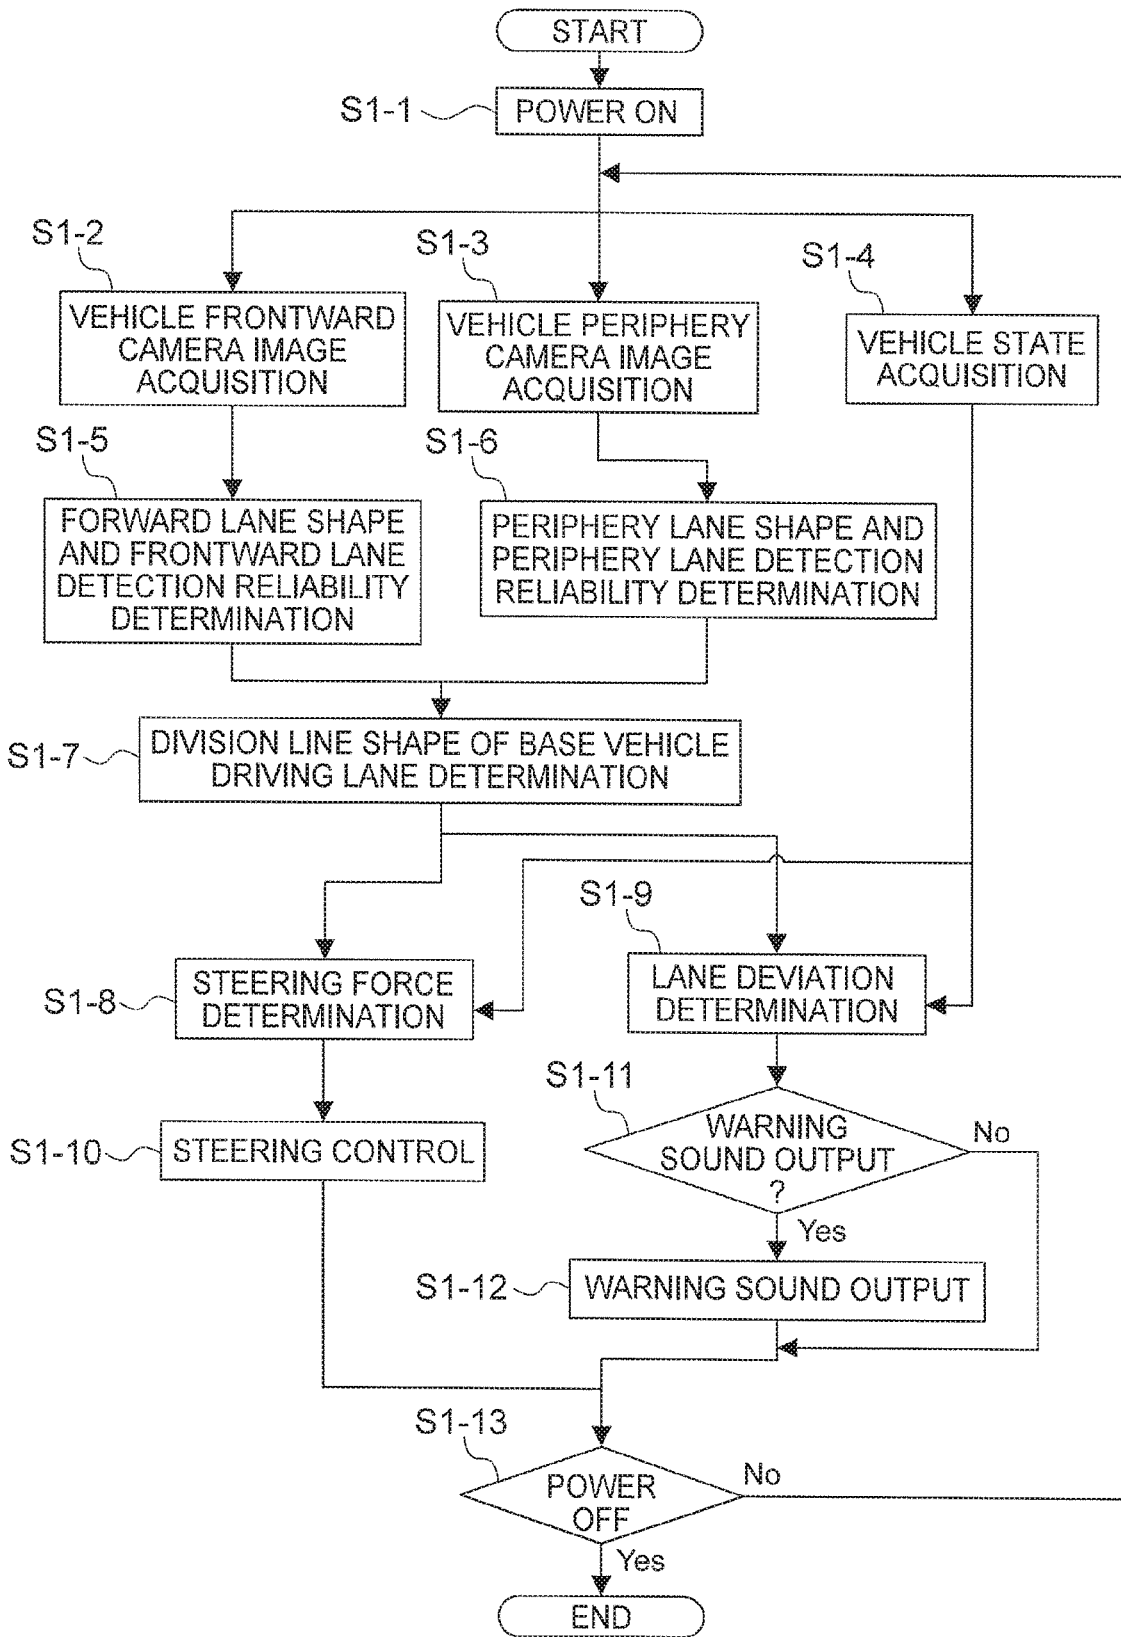 START
S1-1
POWER ON
S1-2
S1-3
S1-4
VEHICLE FRONTWARD
CAMERA IMAGE
ACQUISITION
VEHICLE PERIPHERY
CAMERA IMAGE
ACQUISITION
VEHICLE STATE
ACQUISITION
S1-5
S1-6
FORWARD LANE SHAPE
AND FRONTWARD LANE
DETECTION RELIABILITY
DETERMINATION
PERIPHERY LANE SHAPE AND
PERIPHERY LANE DETECTION
RELIABILITY DETERMINATION
S1-7
DIVISION LINE SHAPE OF BASE VEHICLE
DRIVING LANE DETERMINATION
S1-9
S1-8
STEERING FORCE
DETERMINATION
LANE DEVIATION
DETERMINATION
S1-11
S1-10
STEERING CONTROL
WARNING
SOUND OUTPUT
?
No
Yes
S1-12
WARNING SOUND OUTPUT
S1-13
POWER
OFF
No
Yes
END